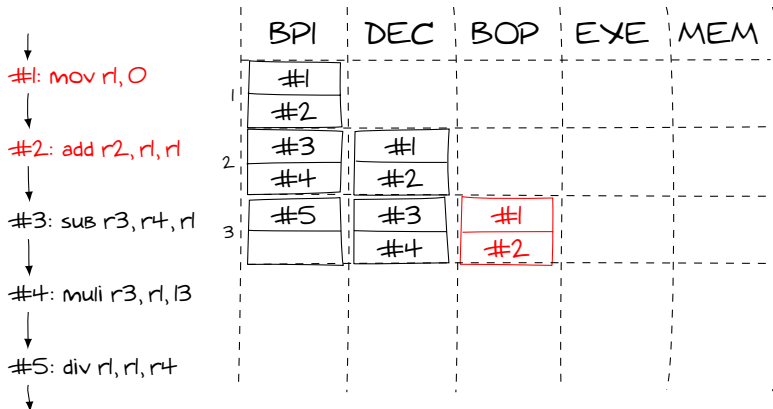 BPI DEC BOP EXE MEM
#1: mov r1, 0
#2: add r2, r1, r1
#3: sub r3, r4, r1
#4: muli r3, r1, 13
#5: div r1, r1, r4
1
#1
#2
2
#3 #1
#4 #2
3
#5 #3 #1
#4 #2